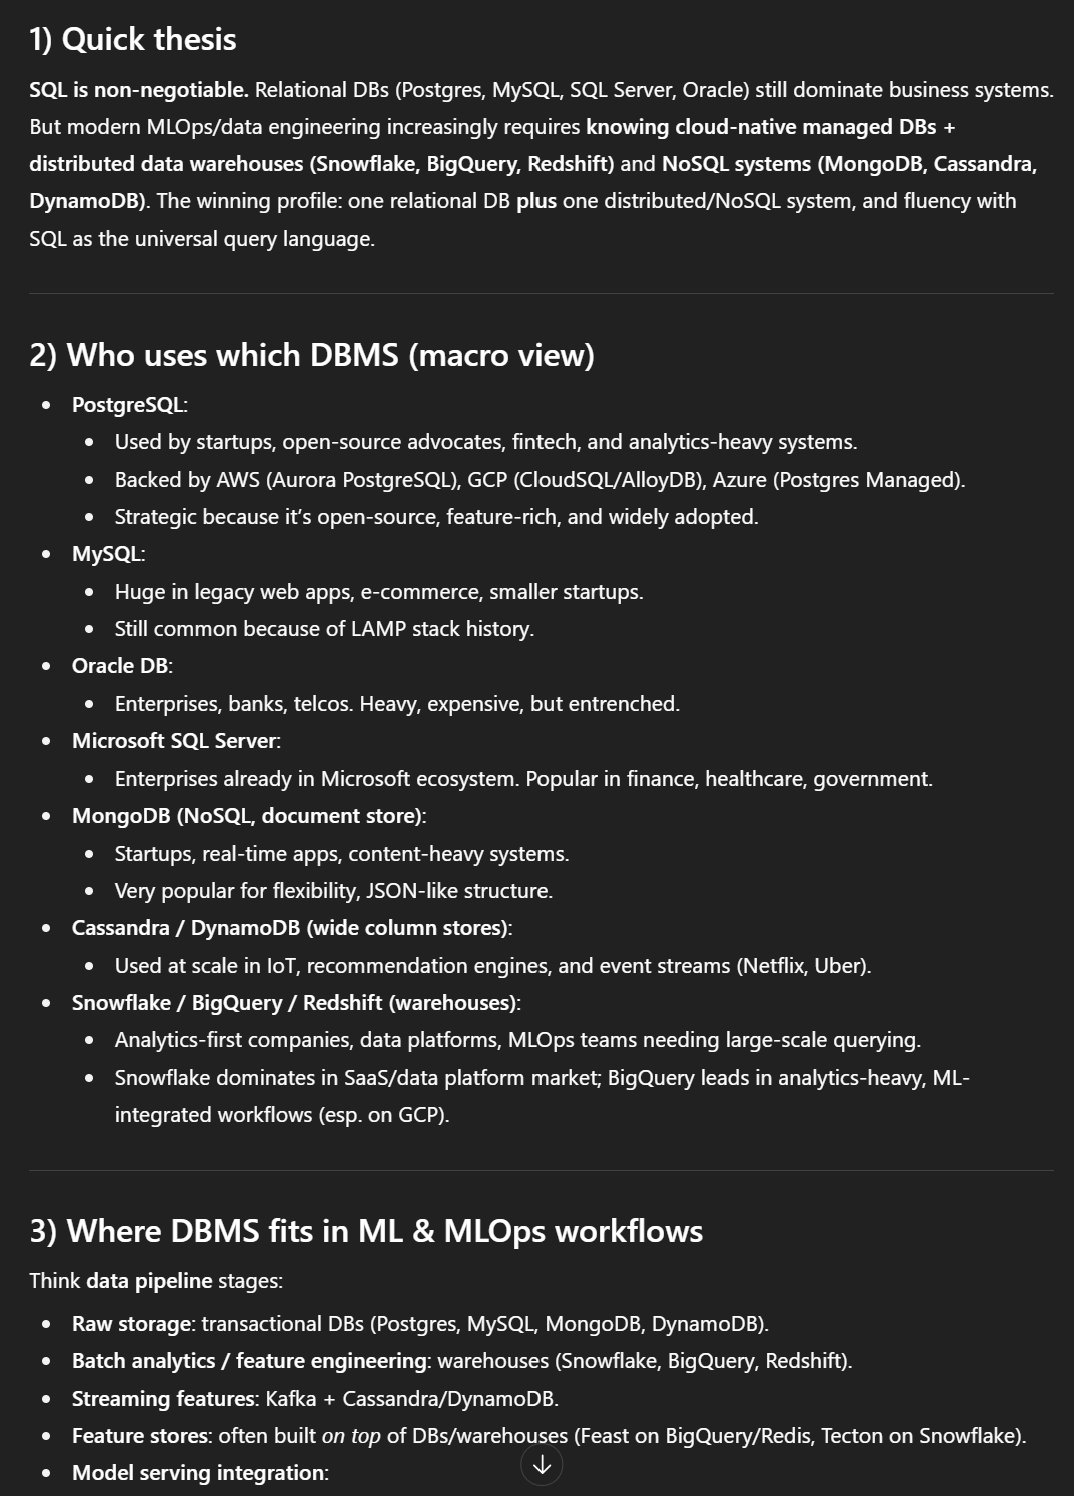 1) Quick thesis
SQL is non-negotiable. Relational DBs (Postgres, MySQL, SQL Server, Oracle) still dominate business systems.
But modern MLOps/data engineering increasingly requires knowing cloud-native managed DBs +
distributed data warehouses (Snowflake, BigQuery, Redshift) and NoSQL systems (MongoDB, Cassandra,
DynamoDB). The winning profile: one relational DB plus one distributed/NoSQL system, and fluency with
SQL as the universal query language.
2) Who uses which DBMS (macro view)
• PostgreSQL:
• Used by startups, open-source advocates, fintech, and analytics-heavy systems.
• Backed by AWS (Aurora PostgreSQL), GCP (CloudSQL/AlloyDB), Azure (Postgres Managed).
• Strategic because it’s open-source, feature-rich, and widely adopted.
• MySQL:
• Huge in legacy web apps, e-commerce, smaller startups.
• Still common because of LAMP stack history.
• Oracle DB:
• Enterprises, banks, telcos. Heavy, expensive, but entrenched.
• Microsoft SQL Server:
• Enterprises already in Microsoft ecosystem. Popular in finance, healthcare, government.
• MongoDB (NoSQL, document store):
• Startups, real-time apps, content-heavy systems.
• Very popular for flexibility, JSON-like structure.
• Cassandra / DynamoDB (wide column stores):
• Used at scale in IoT, recommendation engines, and event streams (Netflix, Uber).
• Snowflake / BigQuery / Redshift (warehouses):
• Analytics-first companies, data platforms, MLOps teams needing large-scale querying.
• Snowflake dominates in SaaS/data platform market; BigQuery leads in analytics-heavy, ML-
integrated workflows (esp. on GCP).
3) Where DBMS fits in ML & MLOps workflows
Think data pipeline stages:
• Raw storage: transactional DBs (Postgres, MySQL, MongoDB, DynamoDB).
• Batch analytics / feature engineering: warehouses (Snowflake, BigQuery, Redshift).
• Streaming features: Kafka + Cassandra/DynamoDB.
• Feature stores: often built on top of DBs/warehouses (Feast on BigQuery/Redis, Tecton on Snowflake).
• Model serving integration: